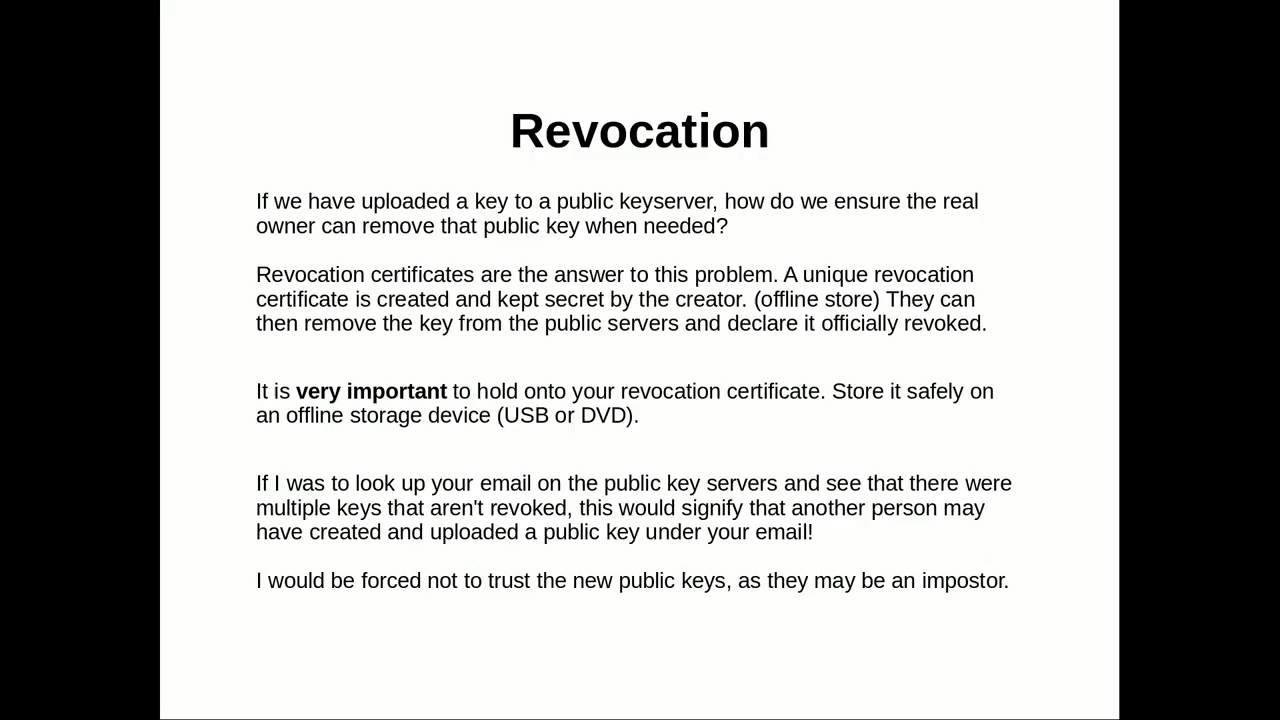 Revocation
If we have uploaded a key to a public keyserver, how do we ensure the real
owner can remove that public key when needed?
Revocation certificates are the answer to this problem. A unique revocation
certificate is created and kept secret by the creator. (offline store) They can
then remove the key from the public servers and declare it officially revoked.
It is very important to hold onto your revocation certificate. Store it safely on
an offline storage device (USB or DVD).
If I was to look up your email on the public key servers and see that there were
multiple keys that aren't revoked, this would signify that another person may
have created and uploaded a public key under your email!
I would be forced not to trust the new public keys, as they may be an impostor.